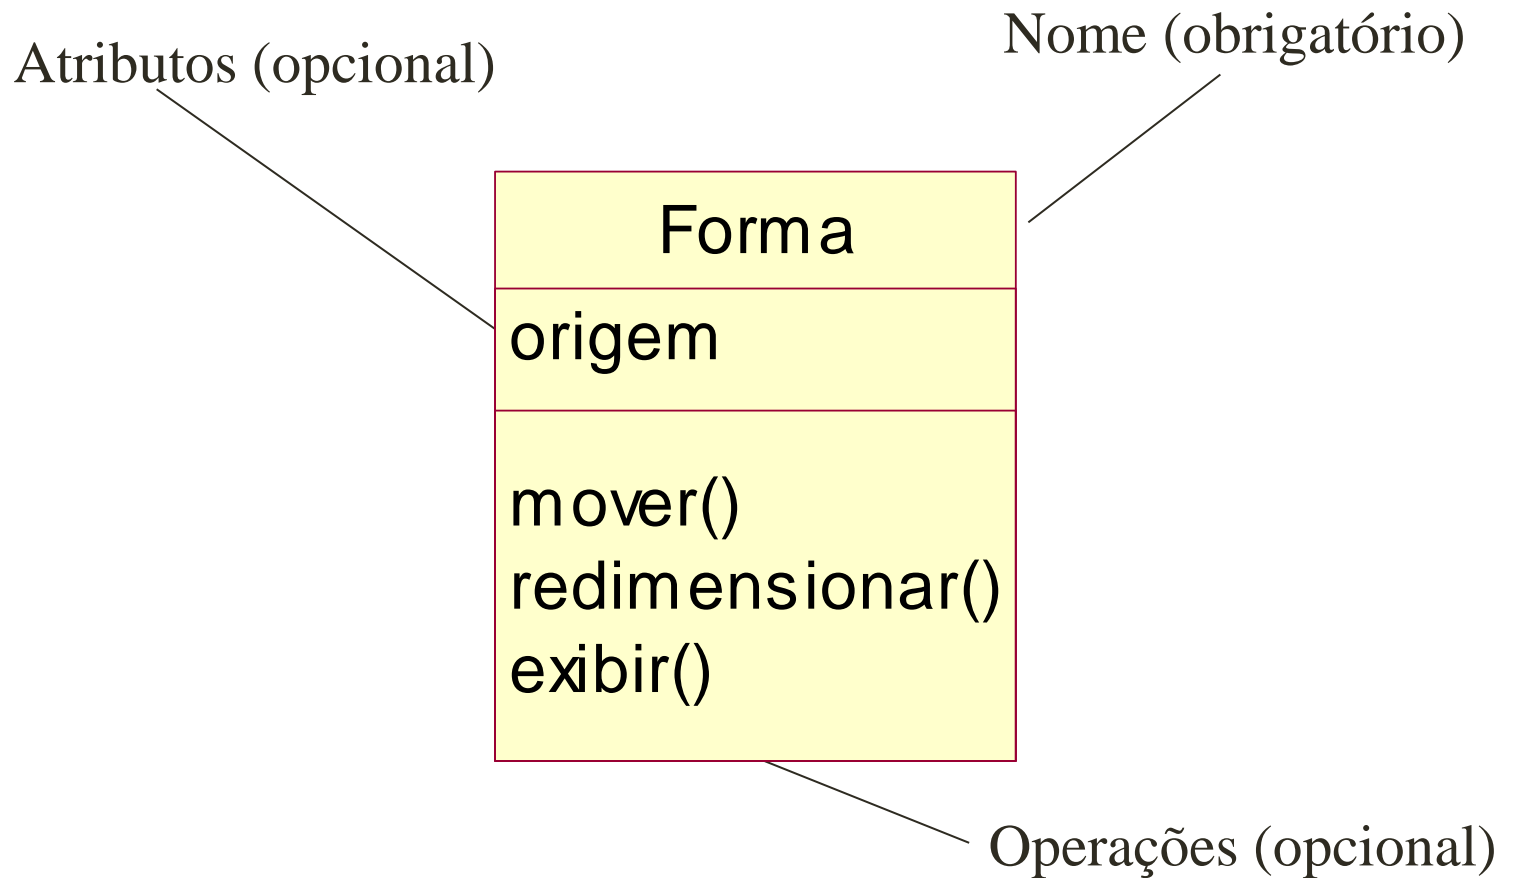 Nome (obrigatório)
Atributos (opcional)
Forma
origem
mover()
redimensionar()
exibir()
Operações (opcional)